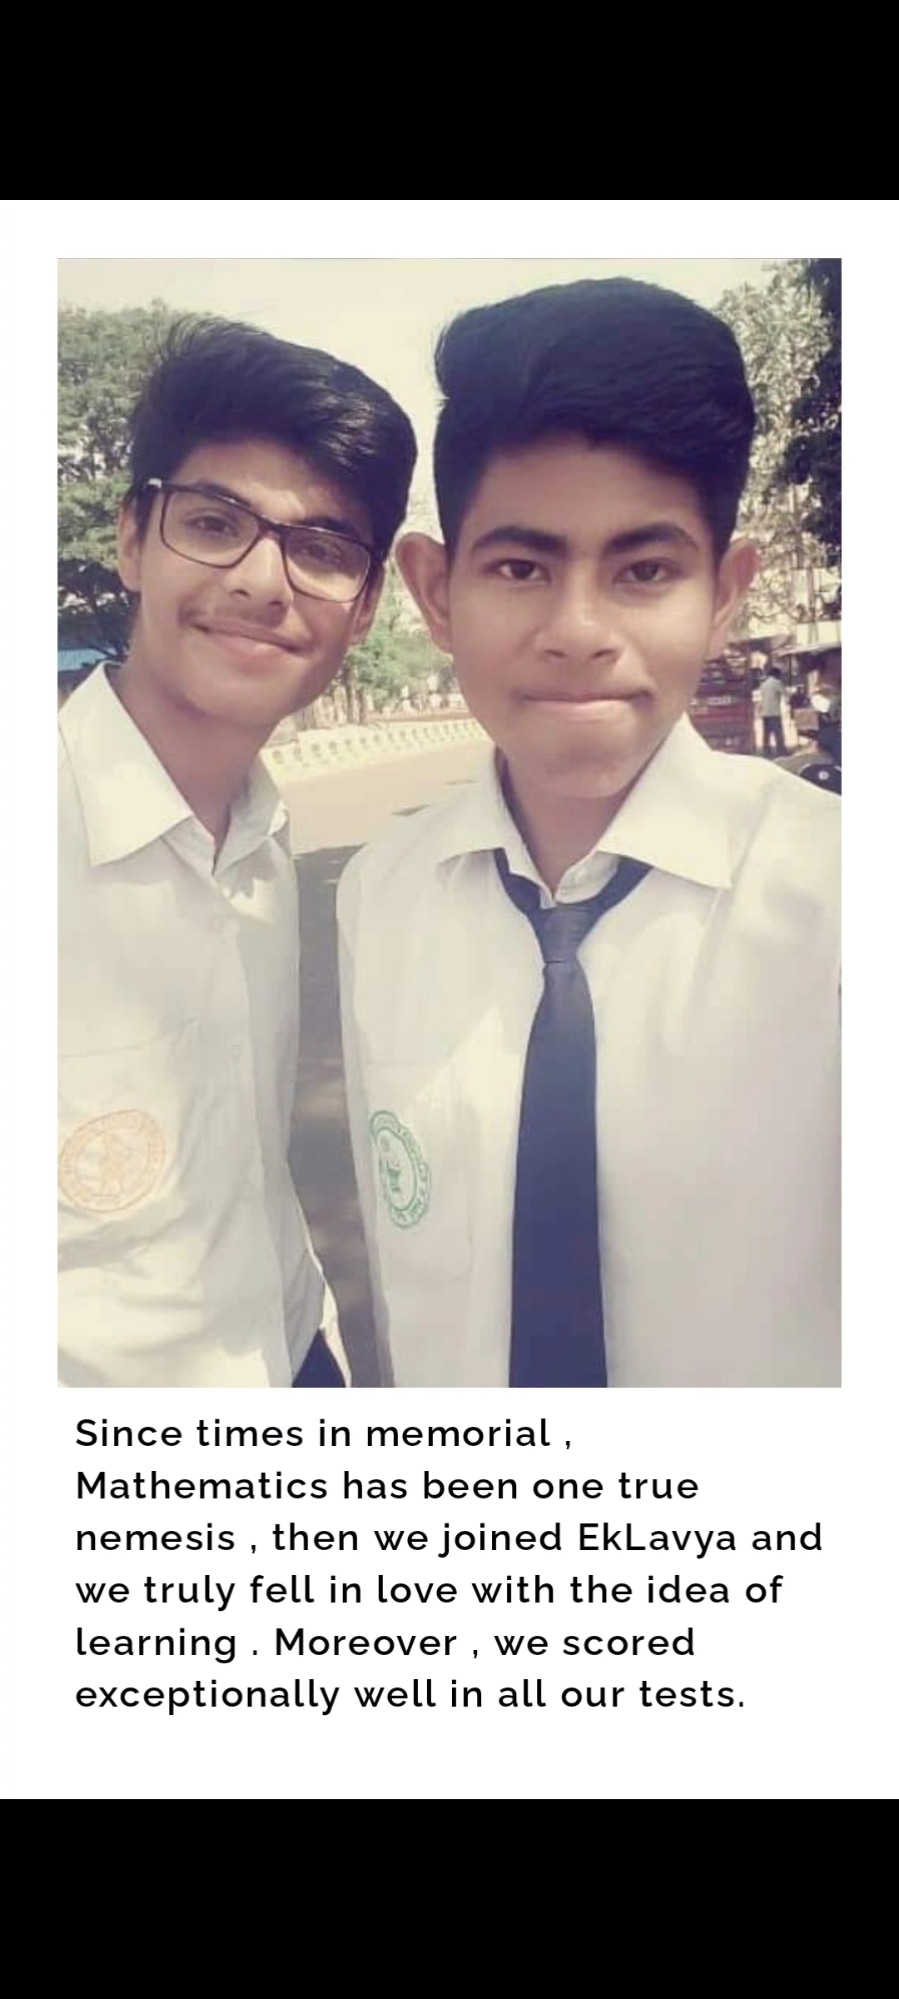 Since times in memorial ,
Mathematics has been one true
nemesis , then we joined EkLavya and
we truly fell in love with the idea of
learning . Moreover , we scored
exceptionally well in all our tests.